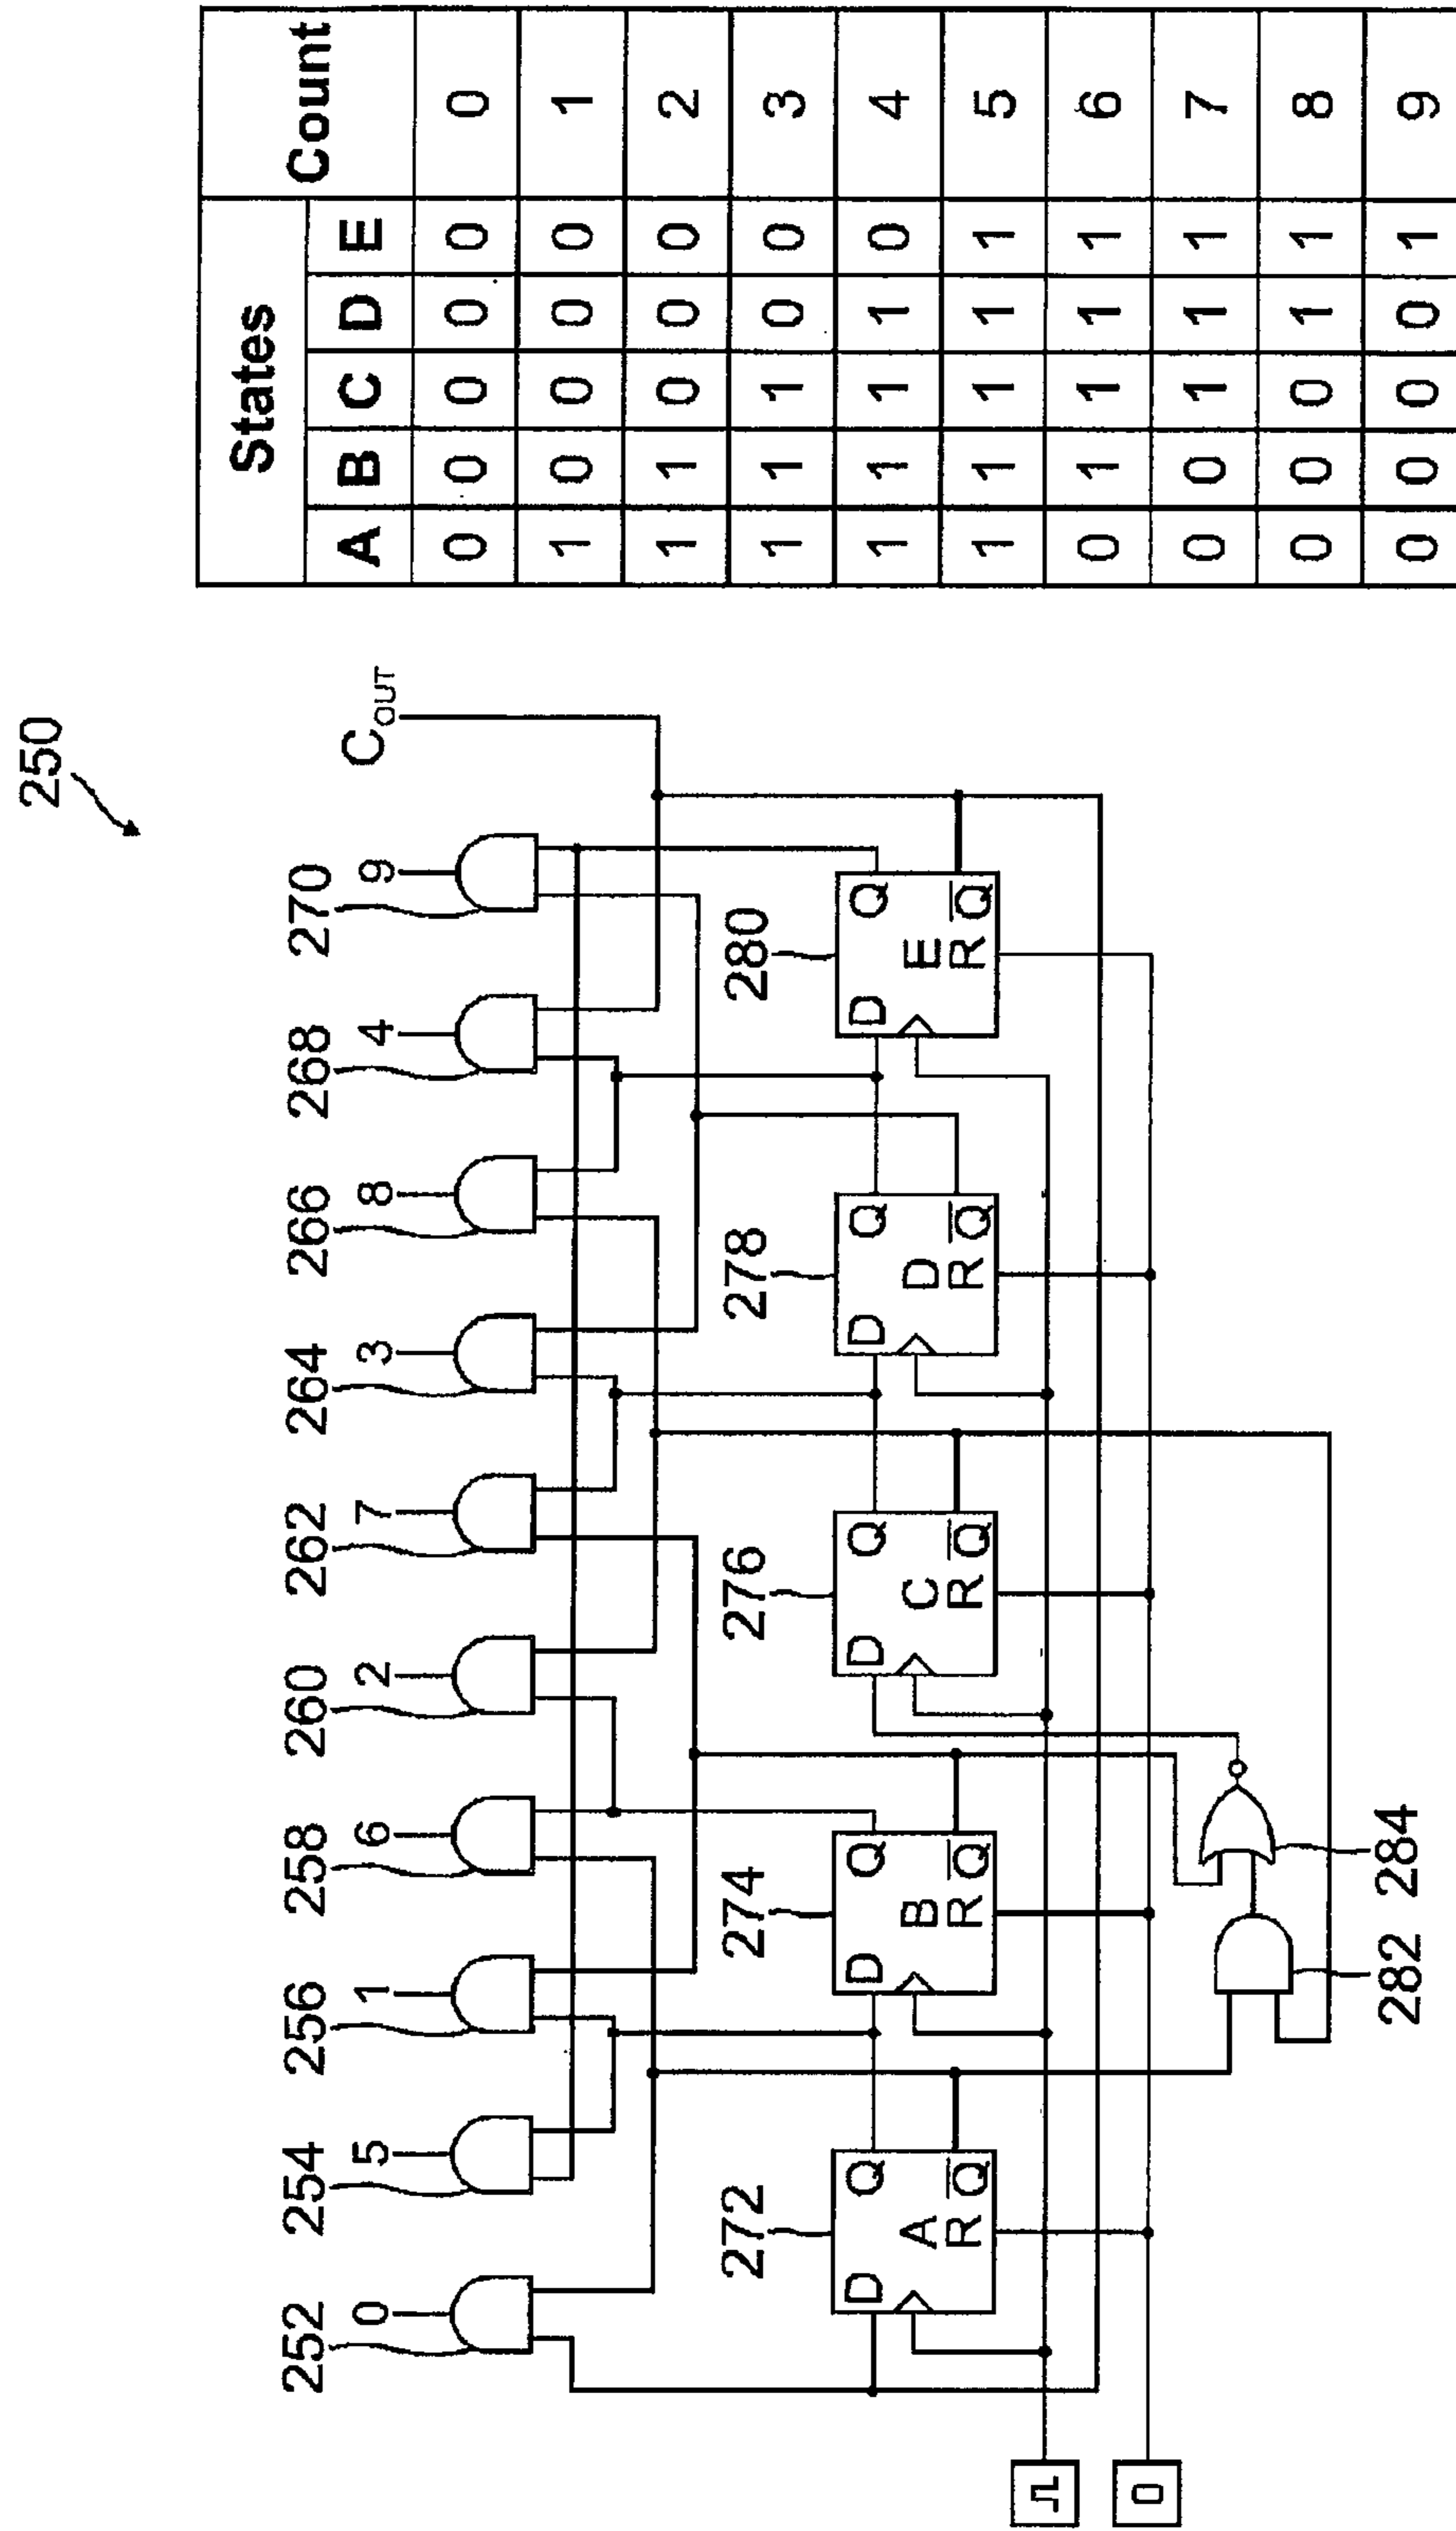 250
252
254
256
258
260
262
264
266
268
270
0
5
1
6
2
7
3
8
4
9
C_OUT
272
274
276
278
280
D Q
A
R Q̅
D Q
B
R Q̅
D Q
C
R Q̅
D Q
D
R Q̅
D Q
E
R Q̅
0
282
284
States Count
A B C D E
0 0 0 0 0 0
1 0 0 0 0 1
1 1 0 0 0 2
1 1 1 0 0 3
1 1 1 1 0 4
1 1 1 1 1 5
0 1 1 1 1 6
0 0 1 1 1 7
0 0 0 1 1 8
0 0 0 0 1 9